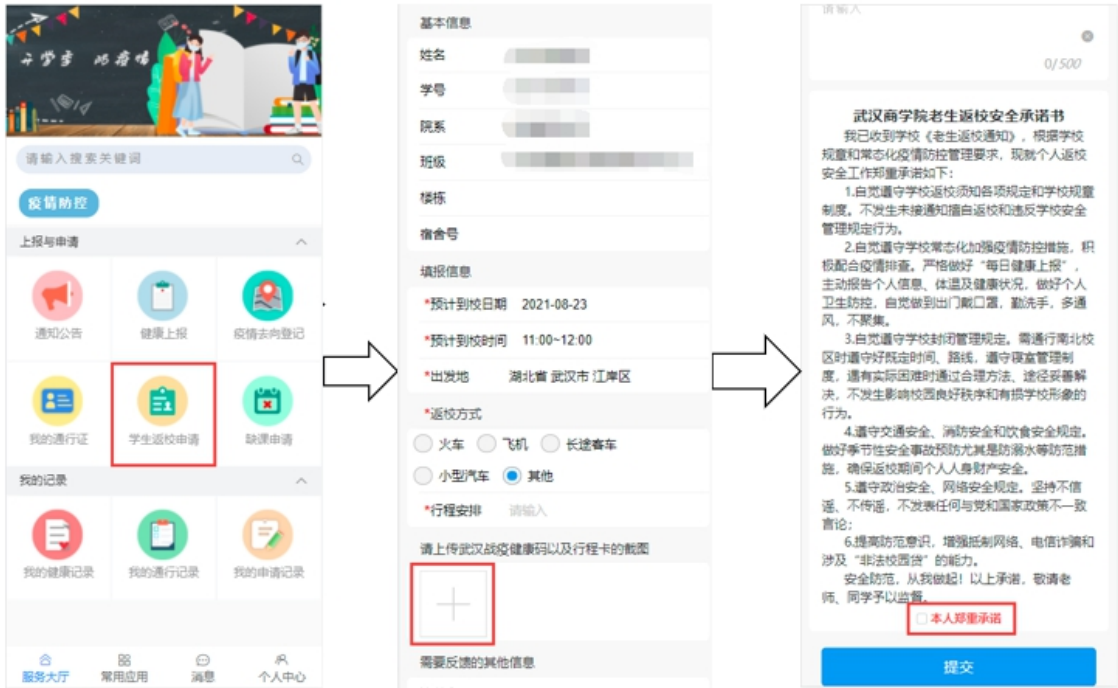 开学季 防疫情
请输入搜索关键词
疫情防控
上报与申请
通知公告
健康上报
疫情去向登记
我的通行证
学生返校申请
缺课申请
我的记录
我的健康记录
我的通行记录
我的申请记录
服务大厅
常用应用
消息
个人中心
基本信息
姓名
学号
院系
班级
楼栋
宿舍号
填报信息
*预计到校日期 2021-08-23
*预计到校时间 11:00~12:00
*出发地 湖北省 武汉市 江岸区
*返校方式
火车 飞机 长途客车
小型汽车 其他
*行程安排 请输入
请上传武汉战疫健康码以及行程卡的截图
需要反馈的其他信息
请输入
0/500
武汉商学院老生返校安全承诺书
我已收到学校《老生返校通知》，根据学校
规章和常态化疫情防控管理要求，现就个人返校
安全工作郑重承诺如下：
1.自觉遵守学校返校须知各项规定和学校规章
制度。不发生未接通知擅自返校和违反学校安全
管理规定行为。
2.自觉遵守学校常态化加强疫情防控措施，积
极配合疫情排查。严格做好“每日健康上报”，
主动报告个人信息、体温及健康状况，做好个人
卫生防控，自觉做到出门戴口罩，勤洗手，多通
风，不聚集。
3.自觉遵守学校封闭管理规定。需通行南北校
区时遵守好既定时间、路线，遵守寝室管理制
度，遇有实际困难时通过合理方法、途径妥善解
决，不发生影响校园良好秩序和有损学校形象的
行为。
4.遵守交通安全、消防安全和饮食安全规定。
做好季节性安全事故预防尤其是防溺水等防范措
施，确保返校期间个人人身财产安全。
5.遵守政治安全、网络安全规定。坚持不信
谣、不传谣，不发表任何与党和国家政策不一致
言论；
6.提高防范意识，增强抵制网络、电信诈骗和
涉及“非法校园贷”的能力。
安全防范，从我做起！以上承诺，敬请老
师、同学予以监督。
本人郑重承诺
提交